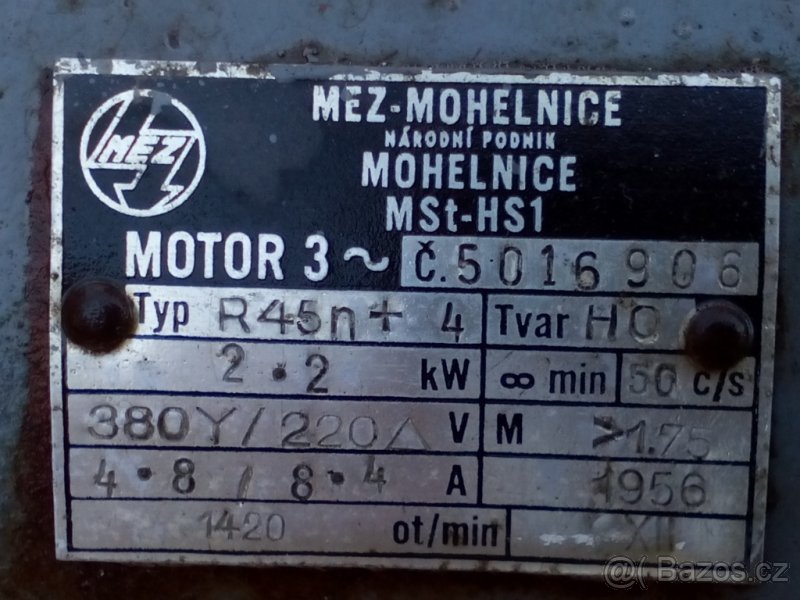 MEZ
MEZ-MOHELNICE
NÁRODNÍ PODNIK
MOHELNICE
MSt-HS1
MOTOR 3 ~ Č. 5016906
Typ R45n+ 4 Tvar HO
2.2 kW ∞ min 50 c/s
380Y/220△ V M >1.75
4.8 / 8.4 A 1956
1420 ot/min XII
@( Bazos.cz